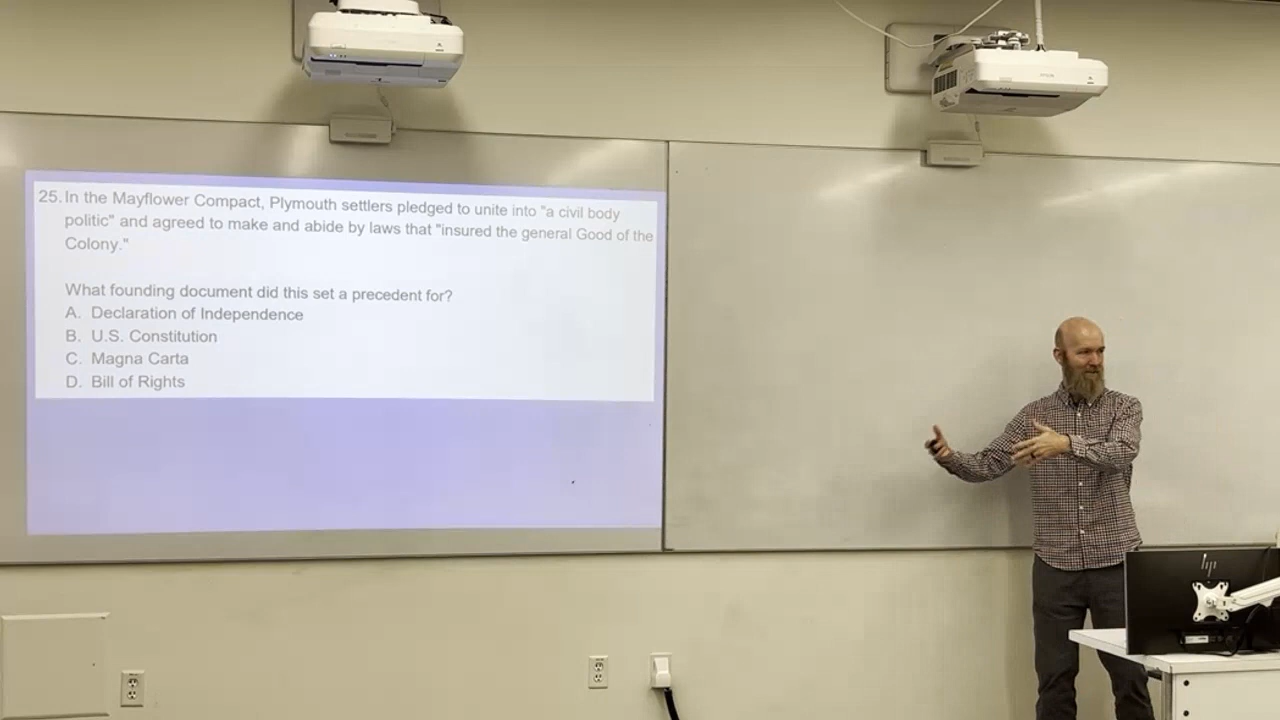 25. In the Mayflower Compact, Plymouth settlers pledged to unite into "a civil body
politic" and agreed to make and abide by laws that "insured the general Good of the
Colony."
What founding document did this set a precedent for?
A. Declaration of Independence
B. U.S. Constitution
C. Magna Carta
D. Bill of Rights
hp